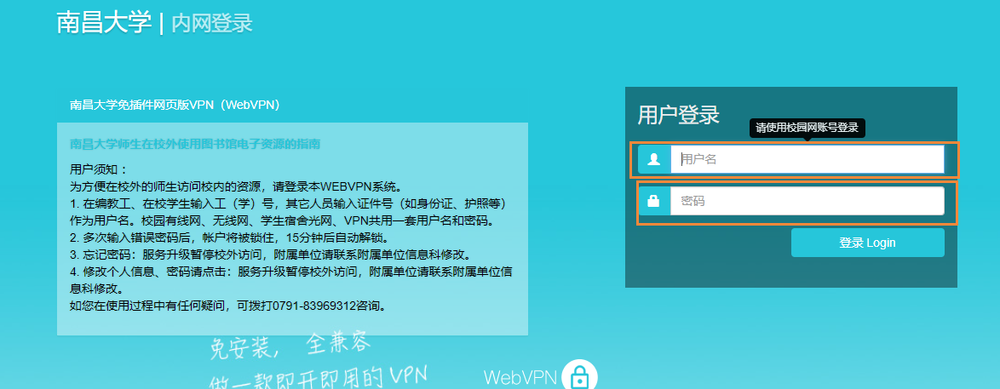 南昌大学 | 内网登录
南昌大学免插件网页版VPN（WebVPN）
南昌大学师生在校外使用图书馆电子资源的指南
用户须知：
为方便在校外的师生访问校内的资源，请登录本WEBVPN系统。
1. 在编教工、在校学生输入工（学）号，其它人员输入证件号（如身份证、护照等）
作为用户名。校园有线网、无线网、学生宿舍光网、VPN共用一套用户名和密码。
2. 多次输入错误密码后，帐户将被锁住，15分钟后自动解锁。
3. 忘记密码：服务升级暂停校外访问，附属单位请联系附属单位信息科修改。
4. 修改个人信息、密码请点击：服务升级暂停校外访问，附属单位请联系附属单位信
息科修改。
如您在使用过程中有任何疑问，可拨打0791-83969312咨询。
用户登录
请使用校园网账号登录
用户名
密码
登录 Login
免安装， 全兼容
做一款即开即用的 VPN
WebVPN